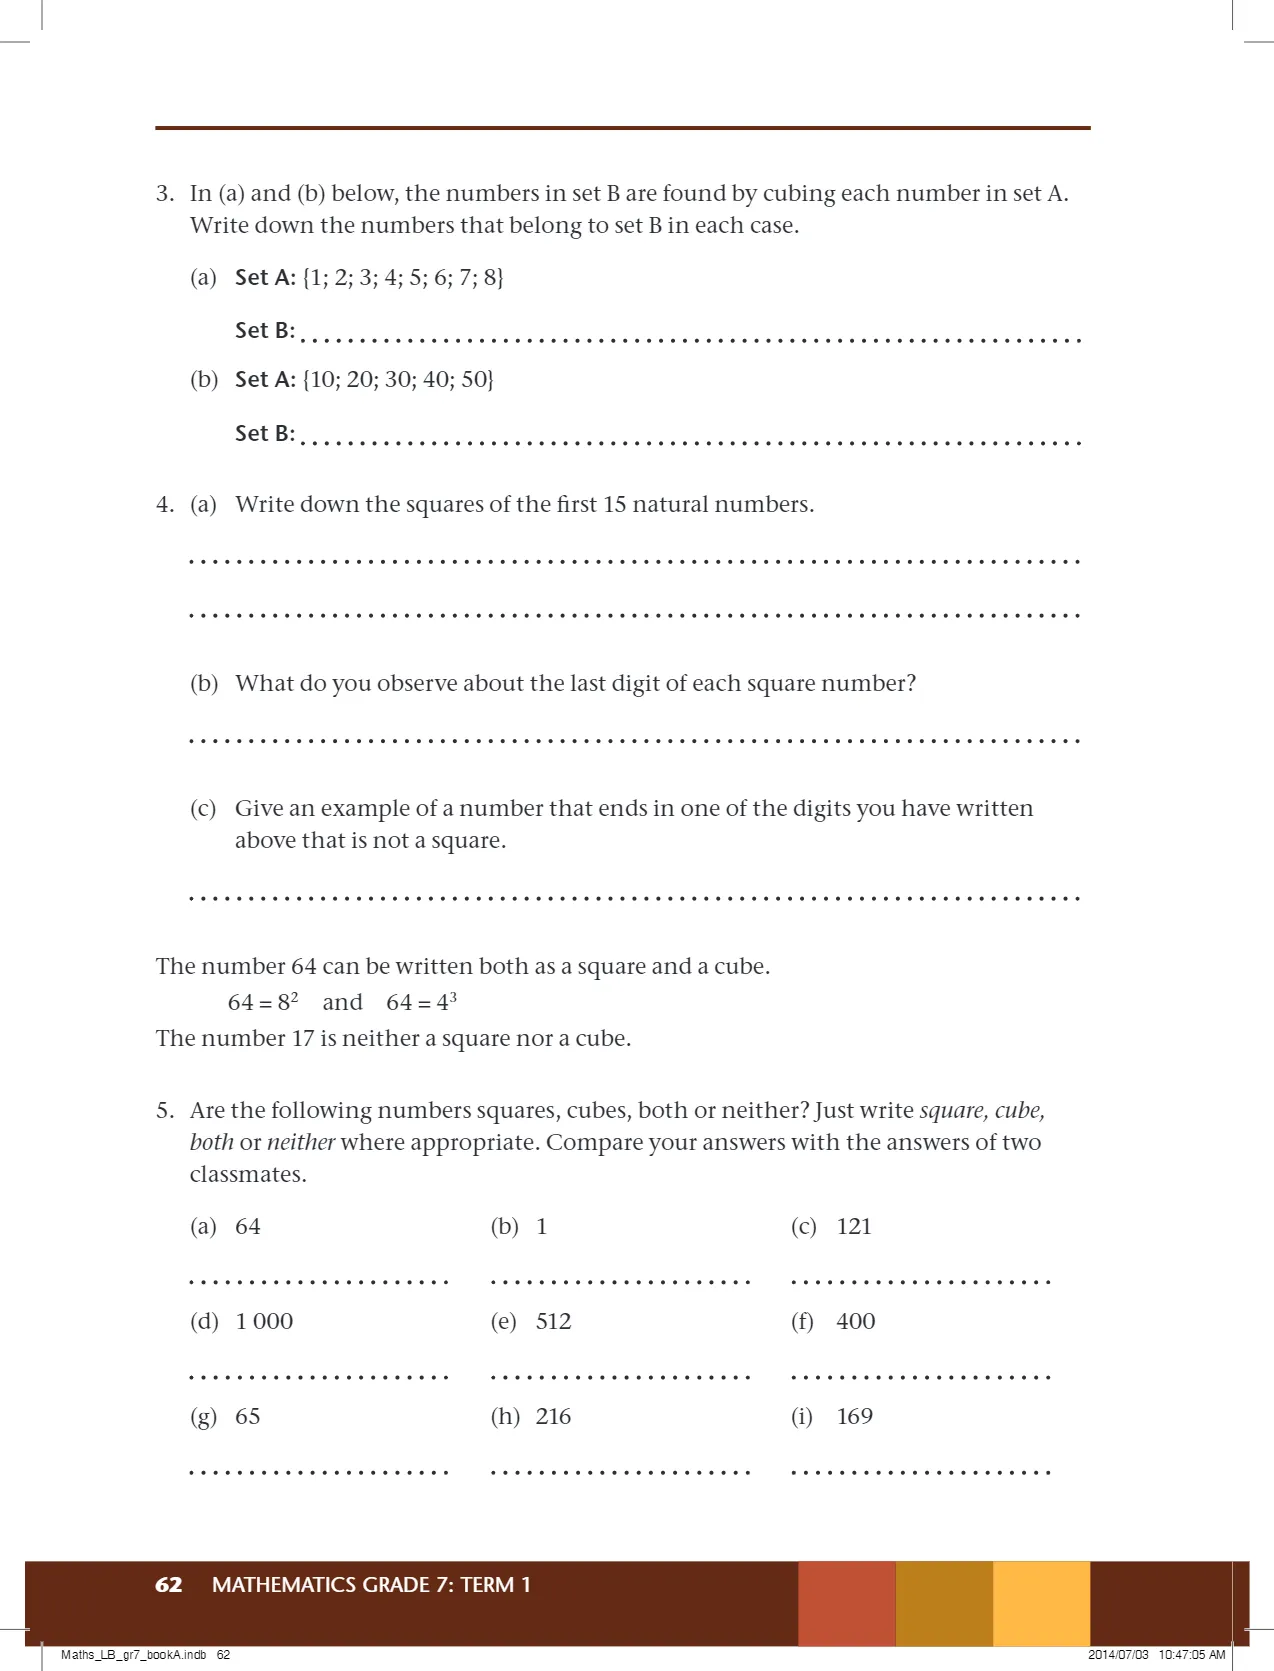 3. In (a) and (b) below, the numbers in set B are found by cubing each number in set A.
Write down the numbers that belong to set B in each case.
(a) Set A: {1; 2; 3; 4; 5; 6; 7; 8}
Set B:
(b) Set A: {10; 20; 30; 40; 50}
Set B:
4. (a) Write down the squares of the first 15 natural numbers.
(b) What do you observe about the last digit of each square number?
(c) Give an example of a number that ends in one of the digits you have written
above that is not a square.
The number 64 can be written both as a square and a cube.
64 = 8² and 64 = 4³
The number 17 is neither a square nor a cube.
5. Are the following numbers squares, cubes, both or neither? Just write square, cube,
both or neither where appropriate. Compare your answers with the answers of two
classmates.
(a) 64 (b) 1 (c) 121
(d) 1 000 (e) 512 (f) 400
(g) 65 (h) 216 (i) 169
62 MATHEMATICS GRADE 7: TERM 1
Maths_LB_gr7_bookA.indb 62 2014/07/03 10:47:05 AM